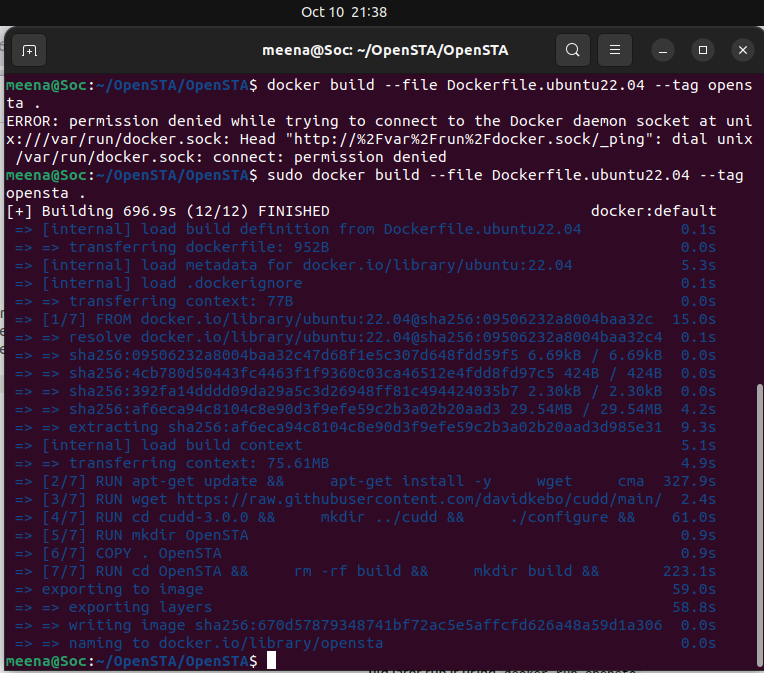 Oct 10 21:38
meena@Soc: ~/OpenSTA/OpenSTA
meena@Soc:~/OpenSTA/OpenSTA$ docker build --file Dockerfile.ubuntu22.04 --tag opens
ta .
ERROR: permission denied while trying to connect to the Docker daemon socket at uni
x:///var/run/docker.sock: Head "http://%2Fvar%2Frun%2Fdocker.sock/_ping": dial unix
/var/run/docker.sock: connect: permission denied
meena@Soc:~/OpenSTA/OpenSTA$ sudo docker build --file Dockerfile.ubuntu22.04 --tag
opensta .
[+] Building 696.9s (12/12) FINISHED docker:default
=> [internal] load build definition from Dockerfile.ubuntu22.04 0.1s
=> => transferring dockerfile: 952B 0.0s
=> [internal] load metadata for docker.io/library/ubuntu:22.04 5.3s
=> [internal] load .dockerignore 0.1s
=> => transferring context: 77B 0.0s
=> [1/7] FROM docker.io/library/ubuntu:22.04@sha256:09506232a8004baa32c 15.0s
=> => resolve docker.io/library/ubuntu:22.04@sha256:09506232a8004baa32c4 0.1s
=> => sha256:09506232a8004baa32c47d68f1e5c307d648fdd59f5 6.69kB / 6.69kB 0.0s
=> => sha256:4cb780d50443fc4463f1f9360c03ca46512e4fdd8fd97c5 424B / 424B 0.0s
=> => sha256:392fa14dddd09da29a5c3d26948ff81c494424035b7 2.30kB / 2.30kB 0.0s
=> => sha256:af6eca94c8104c8e90d3f9efe59c2b3a02b20aad3 29.54MB / 29.54MB 4.2s
=> => extracting sha256:af6eca94c8104c8e90d3f9efe59c2b3a02b20aad3d985e31 9.3s
=> [internal] load build context 5.1s
=> => transferring context: 75.61MB 4.9s
=> [2/7] RUN apt-get update && apt-get install -y wget cma 327.9s
=> [3/7] RUN wget https://raw.githubusercontent.com/davidkebo/cudd/main/ 2.4s
=> [4/7] RUN cd cudd-3.0.0 && mkdir ../cudd && ./configure && 61.0s
=> [5/7] RUN mkdir OpenSTA 0.9s
=> [6/7] COPY . OpenSTA 0.9s
=> [7/7] RUN cd OpenSTA && rm -rf build && mkdir build && 223.1s
=> exporting to image 59.0s
=> => exporting layers 58.8s
=> => writing image sha256:670d57879348741bf72ac5e5affcfd626a48a59d1a306 0.0s
=> => naming to docker.io/library/opensta 0.0s
meena@Soc:~/OpenSTA/OpenSTA$